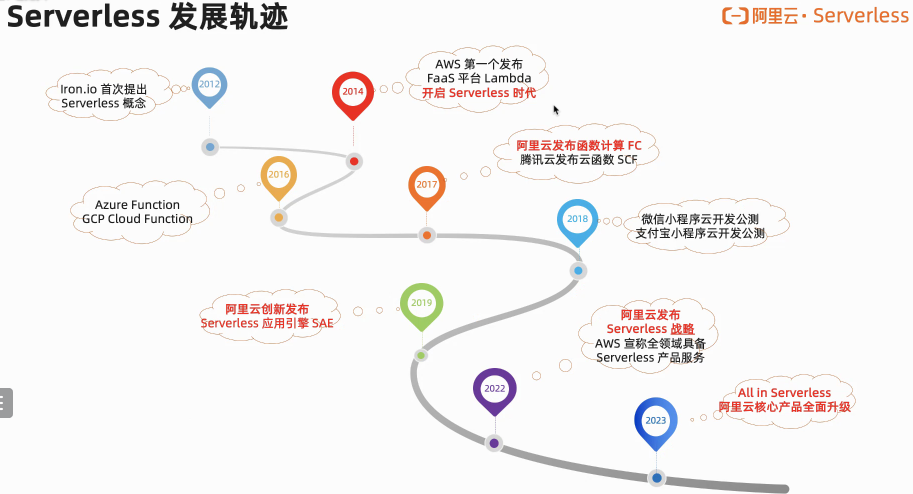 Serverless 发展轨迹
阿里云·Serverless
2012
Iron.io 首次提出
Serverless 概念
2014
AWS 第一个发布
FaaS 平台 Lambda
开启 Serverless 时代
2016
Azure Function
GCP Cloud Function
2017
阿里云发布函数计算 FC
腾讯云发布云函数 SCF
2018
微信小程序云开发公测
支付宝小程序云开发公测
2019
阿里云创新发布
Serverless 应用引擎 SAE
2022
阿里云发布
Serverless 战略
AWS 宣称全领域具备
Serverless 产品服务
2023
All in Serverless
阿里云核心产品全面升级